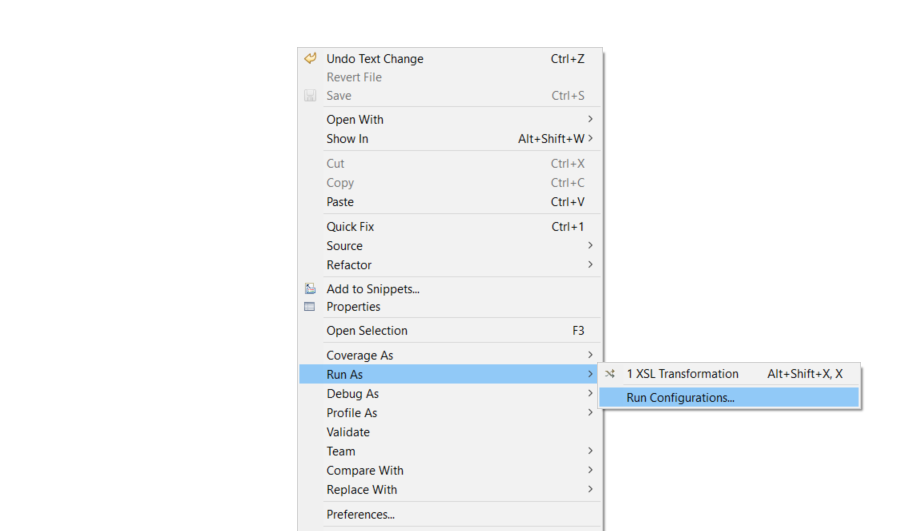 Undo Text Change Ctrl+Z
Revert File
Save Ctrl+S
Open With
Show In Alt+Shift+W
Cut Ctrl+X
Copy Ctrl+C
Paste Ctrl+V
Quick Fix Ctrl+1
Source
Refactor
Add to Snippets...
Properties
Open Selection F3
Coverage As
Run As
1 XSL Transformation Alt+Shift+X, X
Run Configurations...
Debug As
Profile As
Validate
Team
Compare With
Replace With
Preferences...